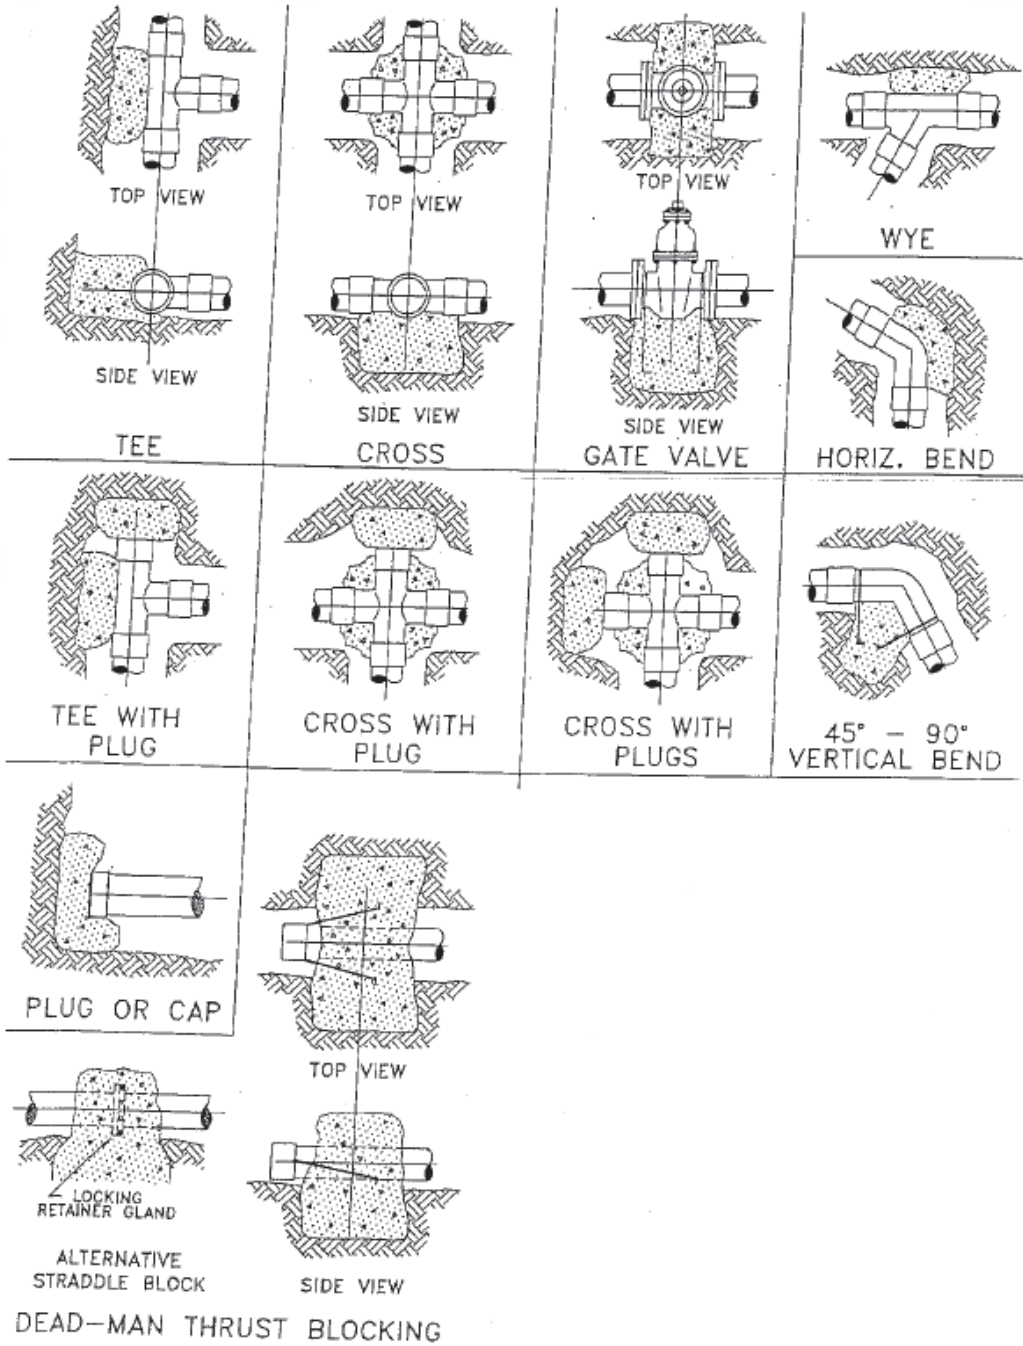 TOP VIEW
SIDE VIEW
TEE
TOP VIEW
SIDE VIEW
CROSS
TOP VIEW
SIDE VIEW
GATE VALVE
WYE
HORIZ. BEND
TEE WITH
PLUG
CROSS WITH
PLUG
CROSS WITH
PLUGS
45° - 90°
VERTICAL BEND
PLUG OR CAP
TOP VIEW
LOCKING
RETAINER GLAND
ALTERNATIVE
STRADDLE BLOCK
SIDE VIEW
DEAD-MAN THRUST BLOCKING